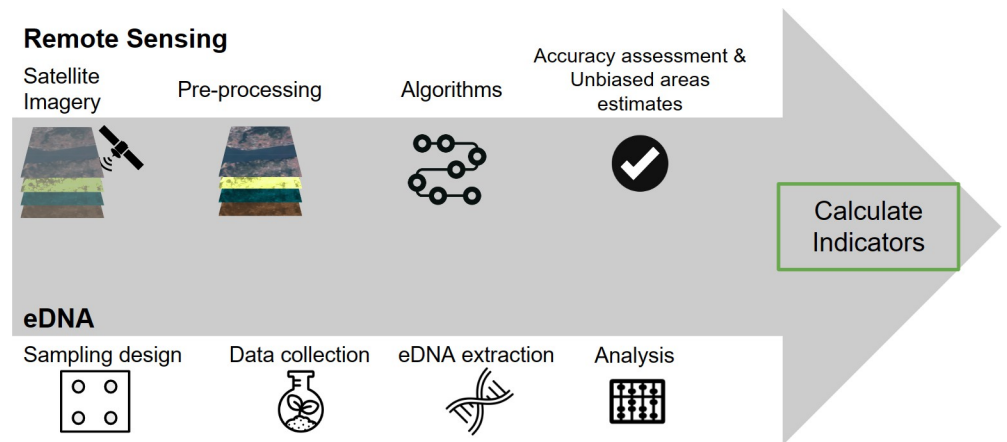 Remote Sensing
Satellite
Imagery
Pre-processing
Algorithms
Accuracy assessment &
Unbiased areas
estimates
Calculate
Indicators
eDNA
Sampling design
Data collection
eDNA extraction
Analysis